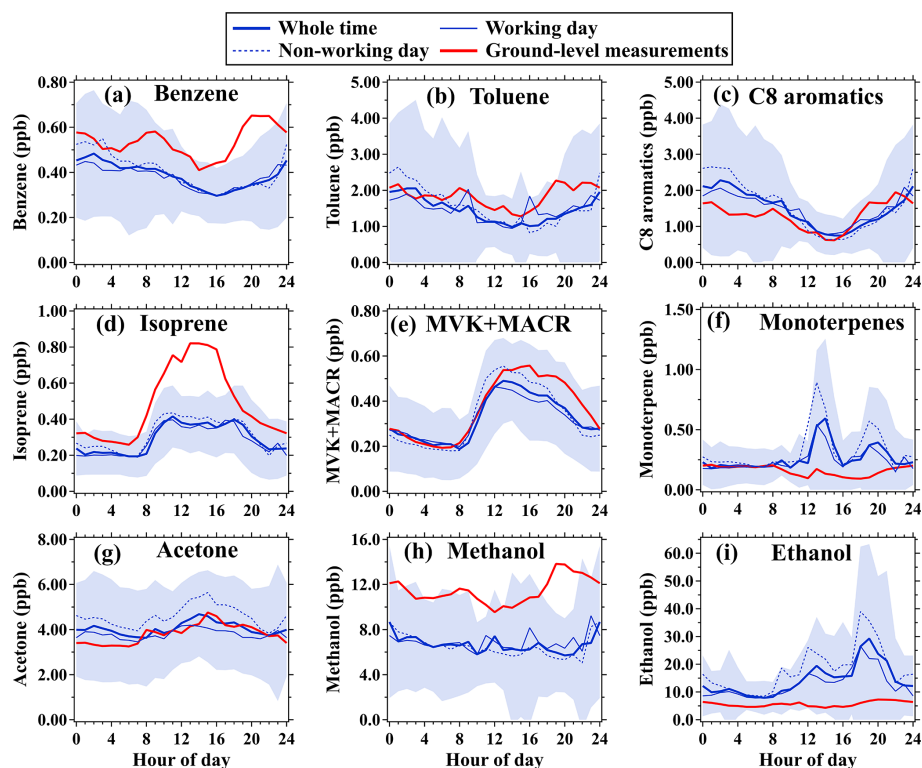 Whole time Working day
Non-working day Ground-level measurements
(a) Benzene
Benzene (ppb)
0.80
0.60
0.40
0.20
0.00
0 4 8 12 16 20 24
(b) Toluene
Toluene (ppb)
5.00
4.00
3.00
2.00
1.00
0.00
0 4 8 12 16 20 24
(c) C8 aromatics
C8 aromatics (ppb)
5.00
4.00
3.00
2.00
1.00
0.00
0 4 8 12 16 20 24
(d) Isoprene
Isoprene (ppb)
1.00
0.80
0.60
0.40
0.20
0.00
0 4 8 12 16 20 24
(e) MVK+MACR
MVK+MACR (ppb)
0.80
0.60
0.40
0.20
0.00
0 4 8 12 16 20 24
(f) Monoterpenes
Monoterpene (ppb)
1.50
1.00
0.50
0.00
0 4 8 12 16 20 24
(g) Acetone
Acetone (ppb)
8.00
6.00
4.00
2.00
0.00
0 4 8 12 16 20 24
Hour of day
(h) Methanol
Methanol (ppb)
16.0
12.0
8.0
4.0
0.0
0 4 8 12 16 20 24
Hour of day
(i) Ethanol
Ethanol (ppb)
60.0
50.0
40.0
30.0
20.0
10.0
0.0
0 4 8 12 16 20 24
Hour of day